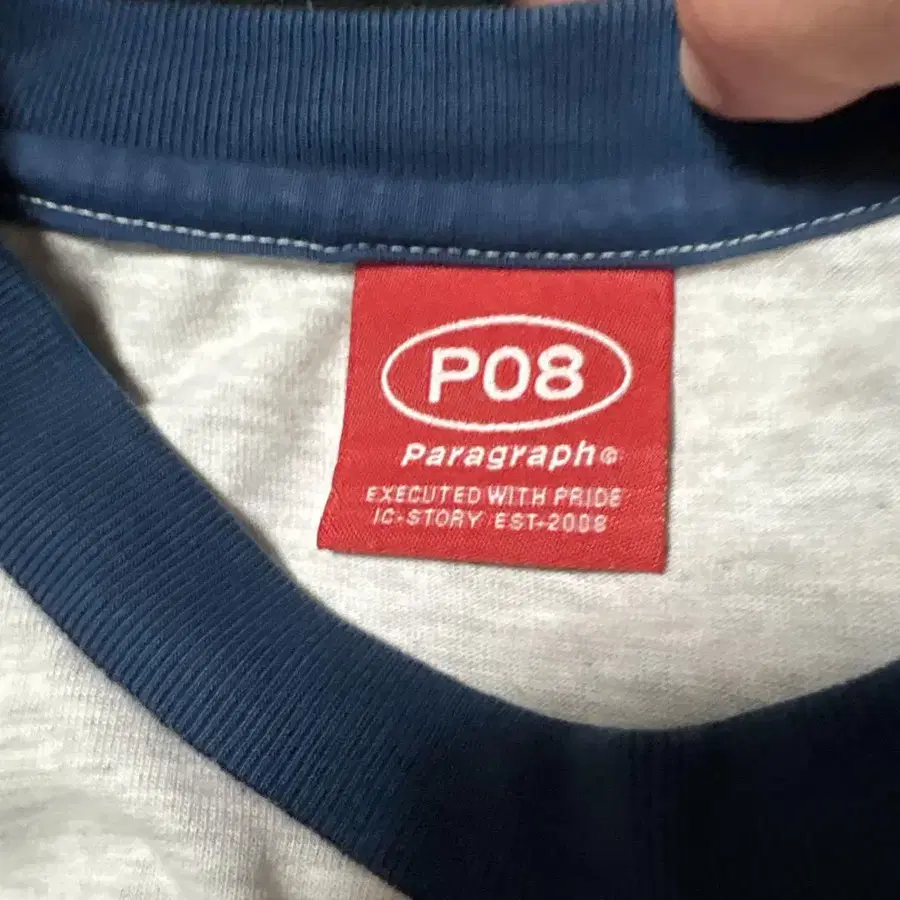 P08
Paragraph©
EXECUTED WITH PRIDE
IC-STORY EST-2008